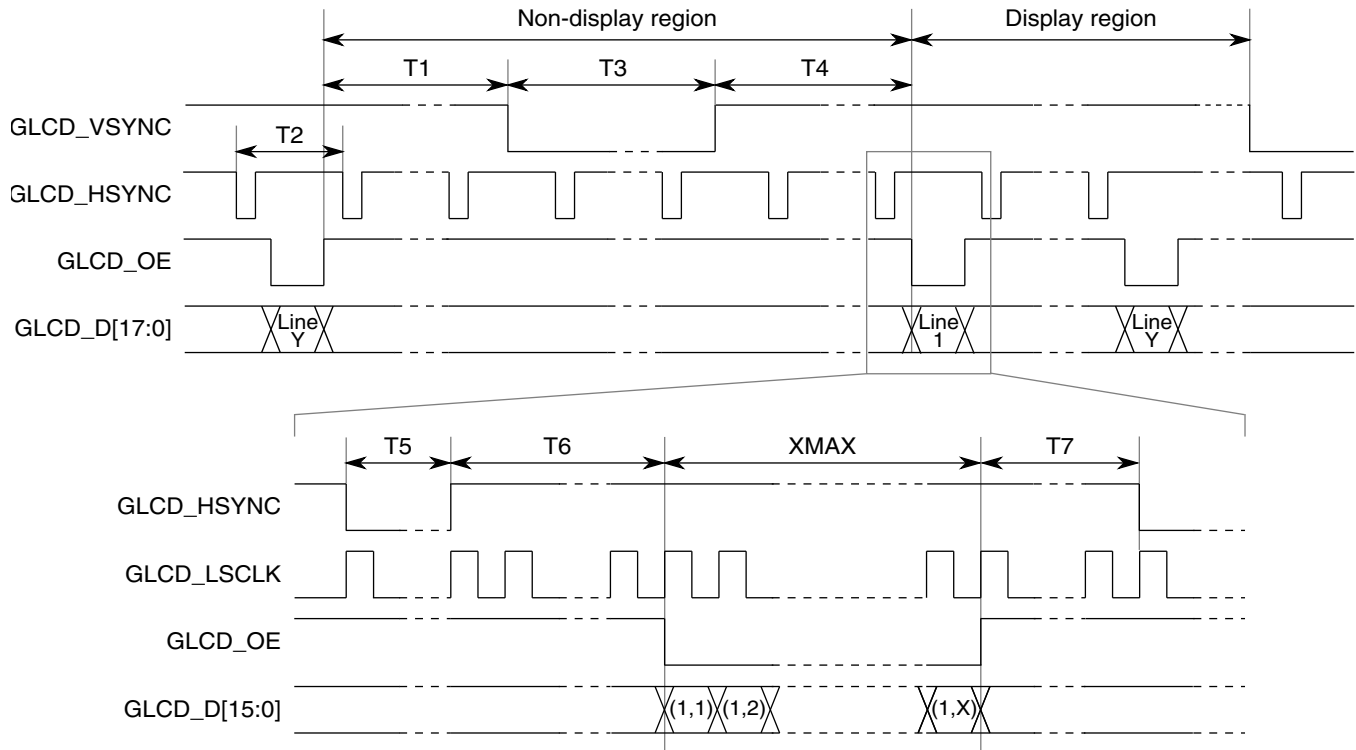 Non-display region
Display region
T1
T3
T4
GLCD_VSYNC
T2
GLCD_HSYNC
GLCD_OE
GLCD_D[17:0]
Line
Y
Line
1
Line
Y
T5
T6
XMAX
T7
GLCD_HSYNC
GLCD_LSCLK
GLCD_OE
GLCD_D[15:0]
(1,1)
(1,2)
(1,X)